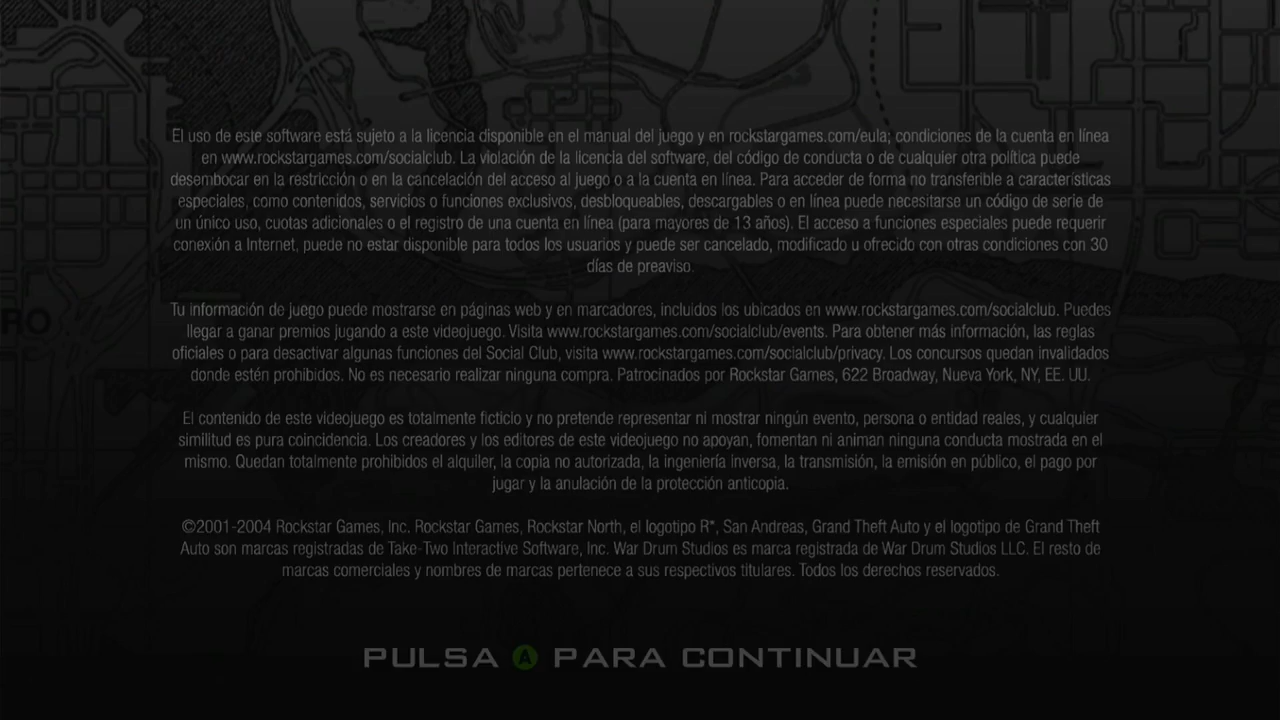 El uso de este software está sujeto a la licencia disponible en el manual del juego y en rockstargames.com/eula; condiciones de la cuenta en línea
en www.rockstargames.com/socialclub. La violación de la licencia del software, del código de conducta o de cualquier otra política puede
desembocar en la restricción o en la cancelación del acceso al juego o a la cuenta en línea. Para acceder de forma no transferible a características
especiales, como contenidos, servicios o funciones exclusivos, desbloqueables, descargables o en línea puede necesitarse un código de serie de
un único uso, cuotas adicionales o el registro de una cuenta en línea (para mayores de 13 años). El acceso a funciones especiales puede requerir
conexión a Internet, puede no estar disponible para todos los usuarios y puede ser cancelado, modificado u ofrecido con otras condiciones con 30
días de preaviso.
RO
Tu información de juego puede mostrarse en páginas web y en marcadores, incluidos los ubicados en www.rockstargames.com/socialclub. Puedes
llegar a ganar premios jugando a este videojuego. Visita www.rockstargames.com/socialclub/events. Para obtener más información, las reglas
oficiales o para desactivar algunas funciones del Social Club, visita www.rockstargames.com/socialclub/privacy. Los concursos quedan invalidados
donde estén prohibidos. No es necesario realizar ninguna compra. Patrocinados por Rockstar Games, 622 Broadway, Nueva York, NY, EE. UU.
El contenido de este videojuego es totalmente ficticio y no pretende representar ni mostrar ningún evento, persona o entidad reales, y cualquier
similitud es pura coincidencia. Los creadores y los editores de este videojuego no apoyan, fomentan ni animan ninguna conducta mostrada en el
mismo. Quedan totalmente prohibidos el alquiler, la copia no autorizada, la ingeniería inversa, la transmisión, la emisión en público, el pago por
jugar y la anulación de la protección anticopia.
©2001-2004 Rockstar Games, Inc. Rockstar Games, Rockstar North, el logotipo R*, San Andreas, Grand Theft Auto y el logotipo de Grand Theft
Auto son marcas registradas de Take-Two Interactive Software, Inc. War Drum Studios es marca registrada de War Drum Studios LLC. El resto de
marcas comerciales y nombres de marcas pertenece a sus respectivos titulares. Todos los derechos reservados.
PULSA A PARA CONTINUAR